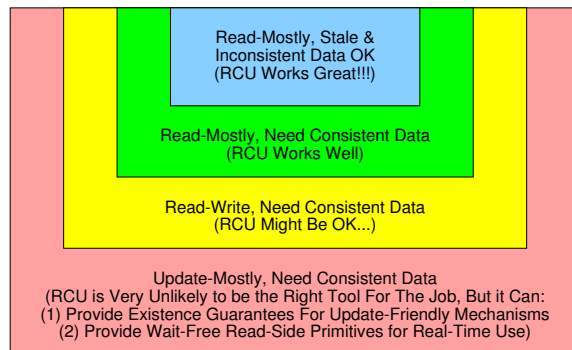 Read-Mostly, Stale &
Inconsistent Data OK
(RCU Works Great!!!)
Read-Mostly, Need Consistent Data
(RCU Works Well)
Read-Write, Need Consistent Data
(RCU Might Be OK...)
Update-Mostly, Need Consistent Data
(RCU is Very Unlikely to be the Right Tool For The Job, But it Can:
(1) Provide Existence Guarantees For Update-Friendly Mechanisms
(2) Provide Wait-Free Read-Side Primitives for Real-Time Use)